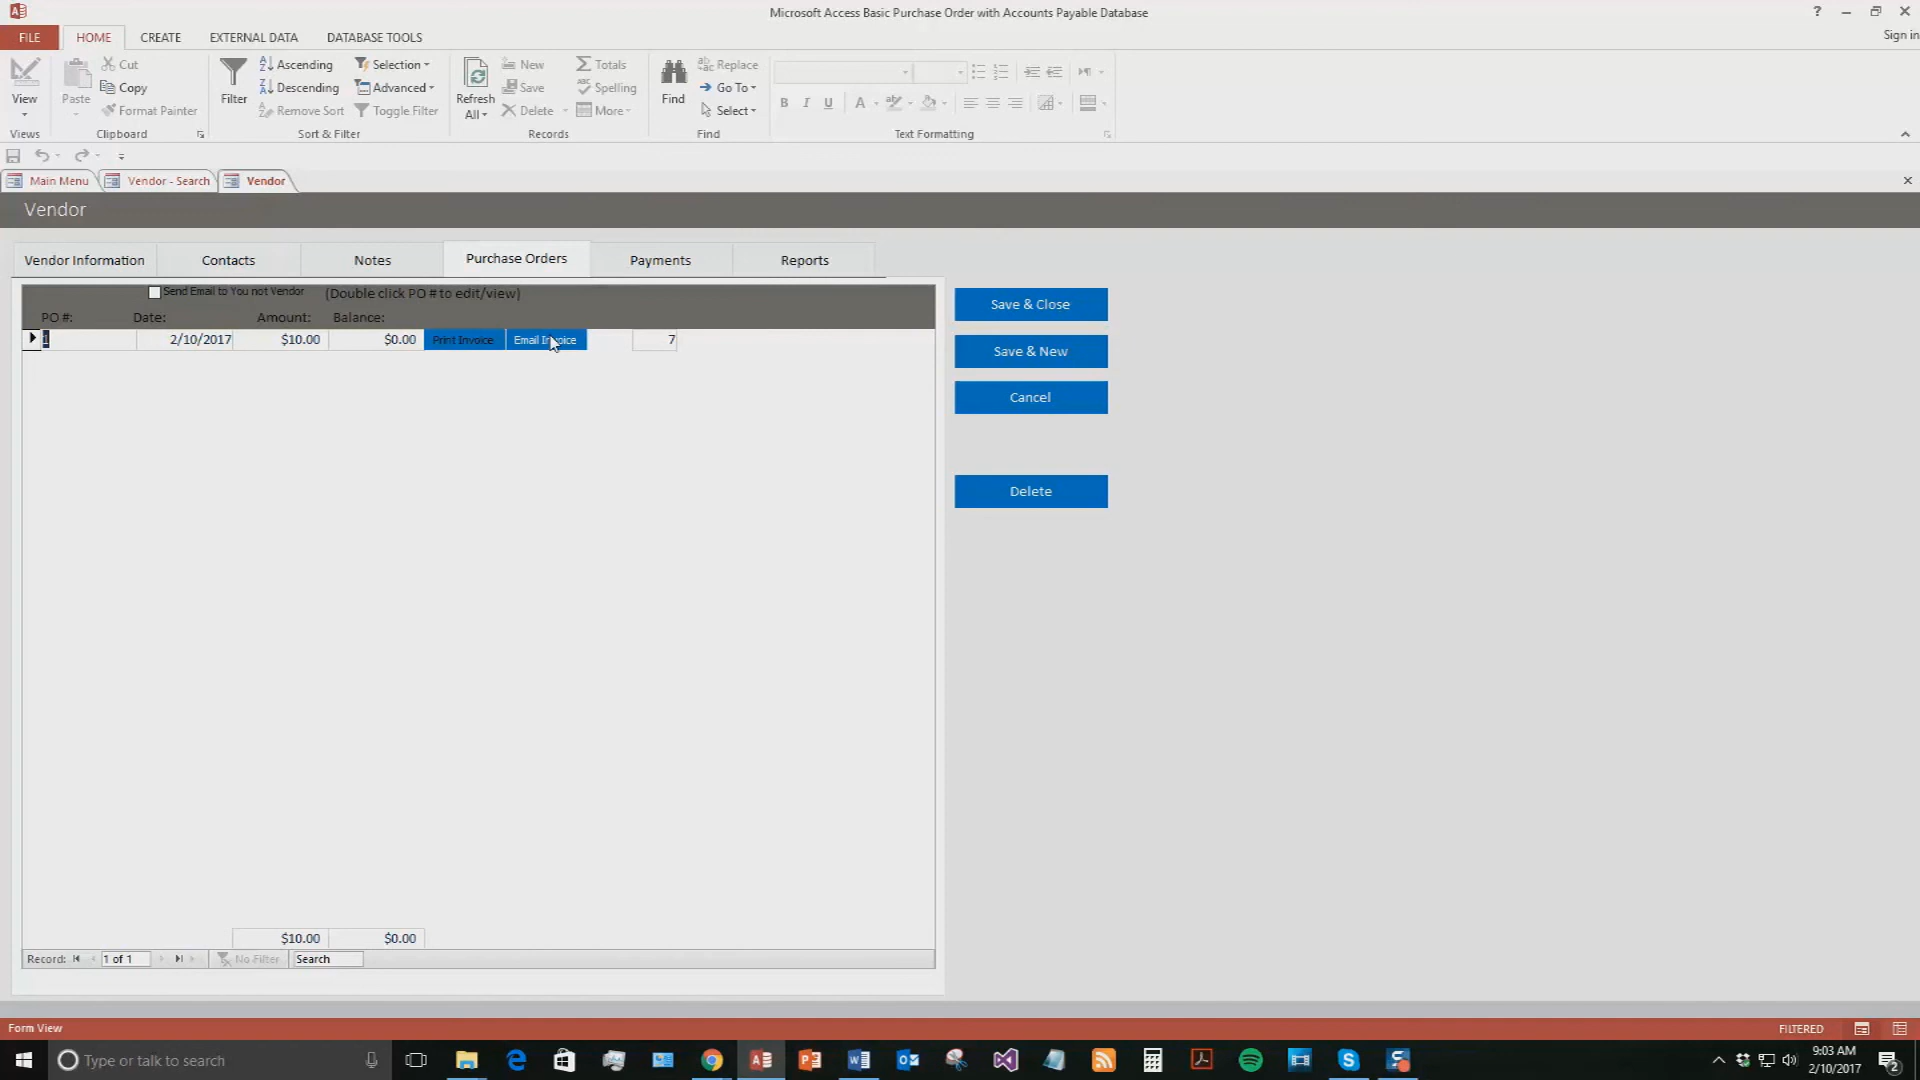 Microsoft Access Basic Purchase Order with Accounts Payable Database
?
FILE HOME CREATE EXTERNAL DATA DATABASE TOOLS
Sign in
View
Views
Paste
Cut
Copy
Format Painter
Clipboard
Filter
Ascending
Descending
Remove Sort
Selection
Advanced
Toggle Filter
Sort & Filter
Refresh
All
New
Save
Delete
Totals
Spelling
More
Records
Find
Replace
Go To
Select
Find
B I U A
Text Formatting
Main Menu Vendor - Search Vendor
Vendor
Vendor Information Contacts Notes Purchase Orders Payments Reports
Send Email to You not Vendor (Double click PO # to edit/view)
PO #: Date: Amount: Balance:
1 2/10/2017 $10.00 $0.00 Print Invoice Email Invoice 7
Save & Close
Save & New
Cancel
Delete
$10.00 $0.00
Record: 1 of 1 No Filter Search
Form View FILTERED
Type or talk to search
9:03 AM
2/10/2017
2